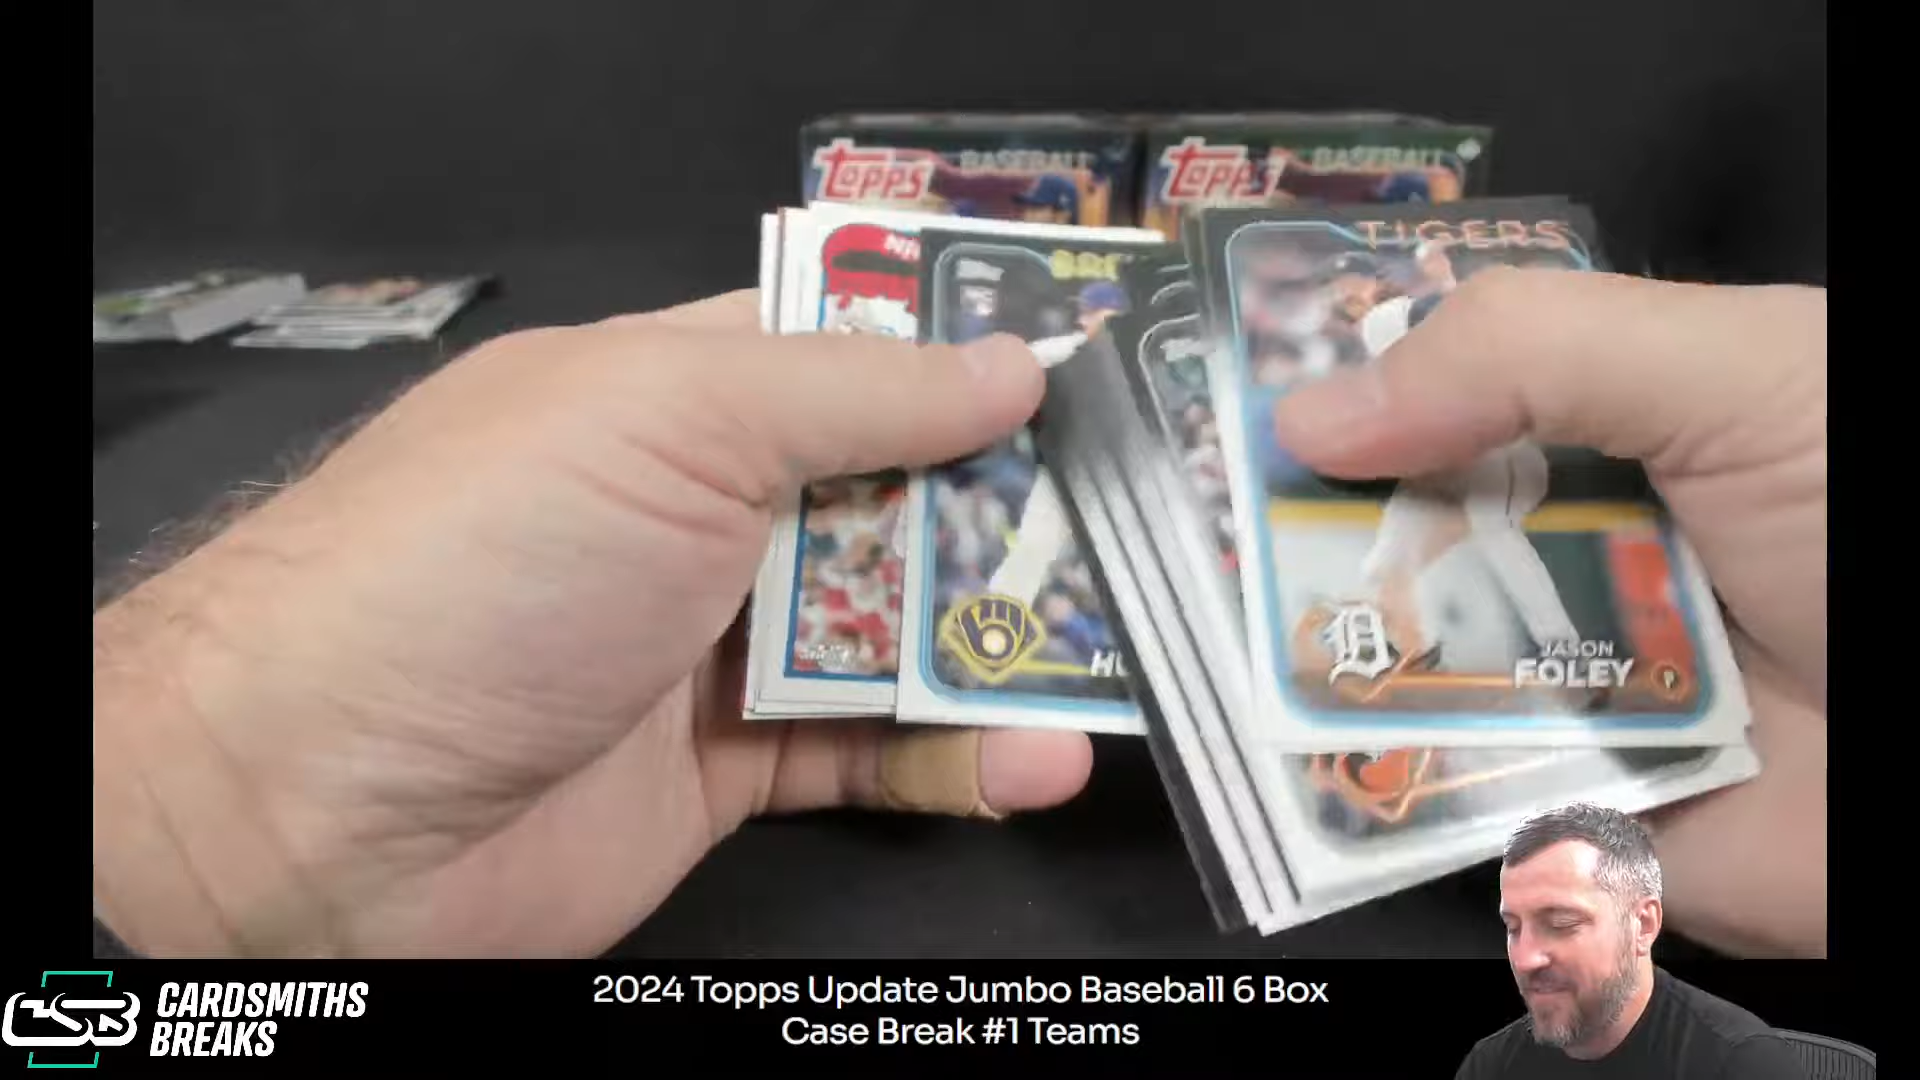 Topps BASEBALL
Topps BASEBALL
TIGERS
JASON
FOLEY
P
CARDSMITHS
BREAKS
2024 Topps Update Jumbo Baseball 6 Box
Case Break #1 Teams